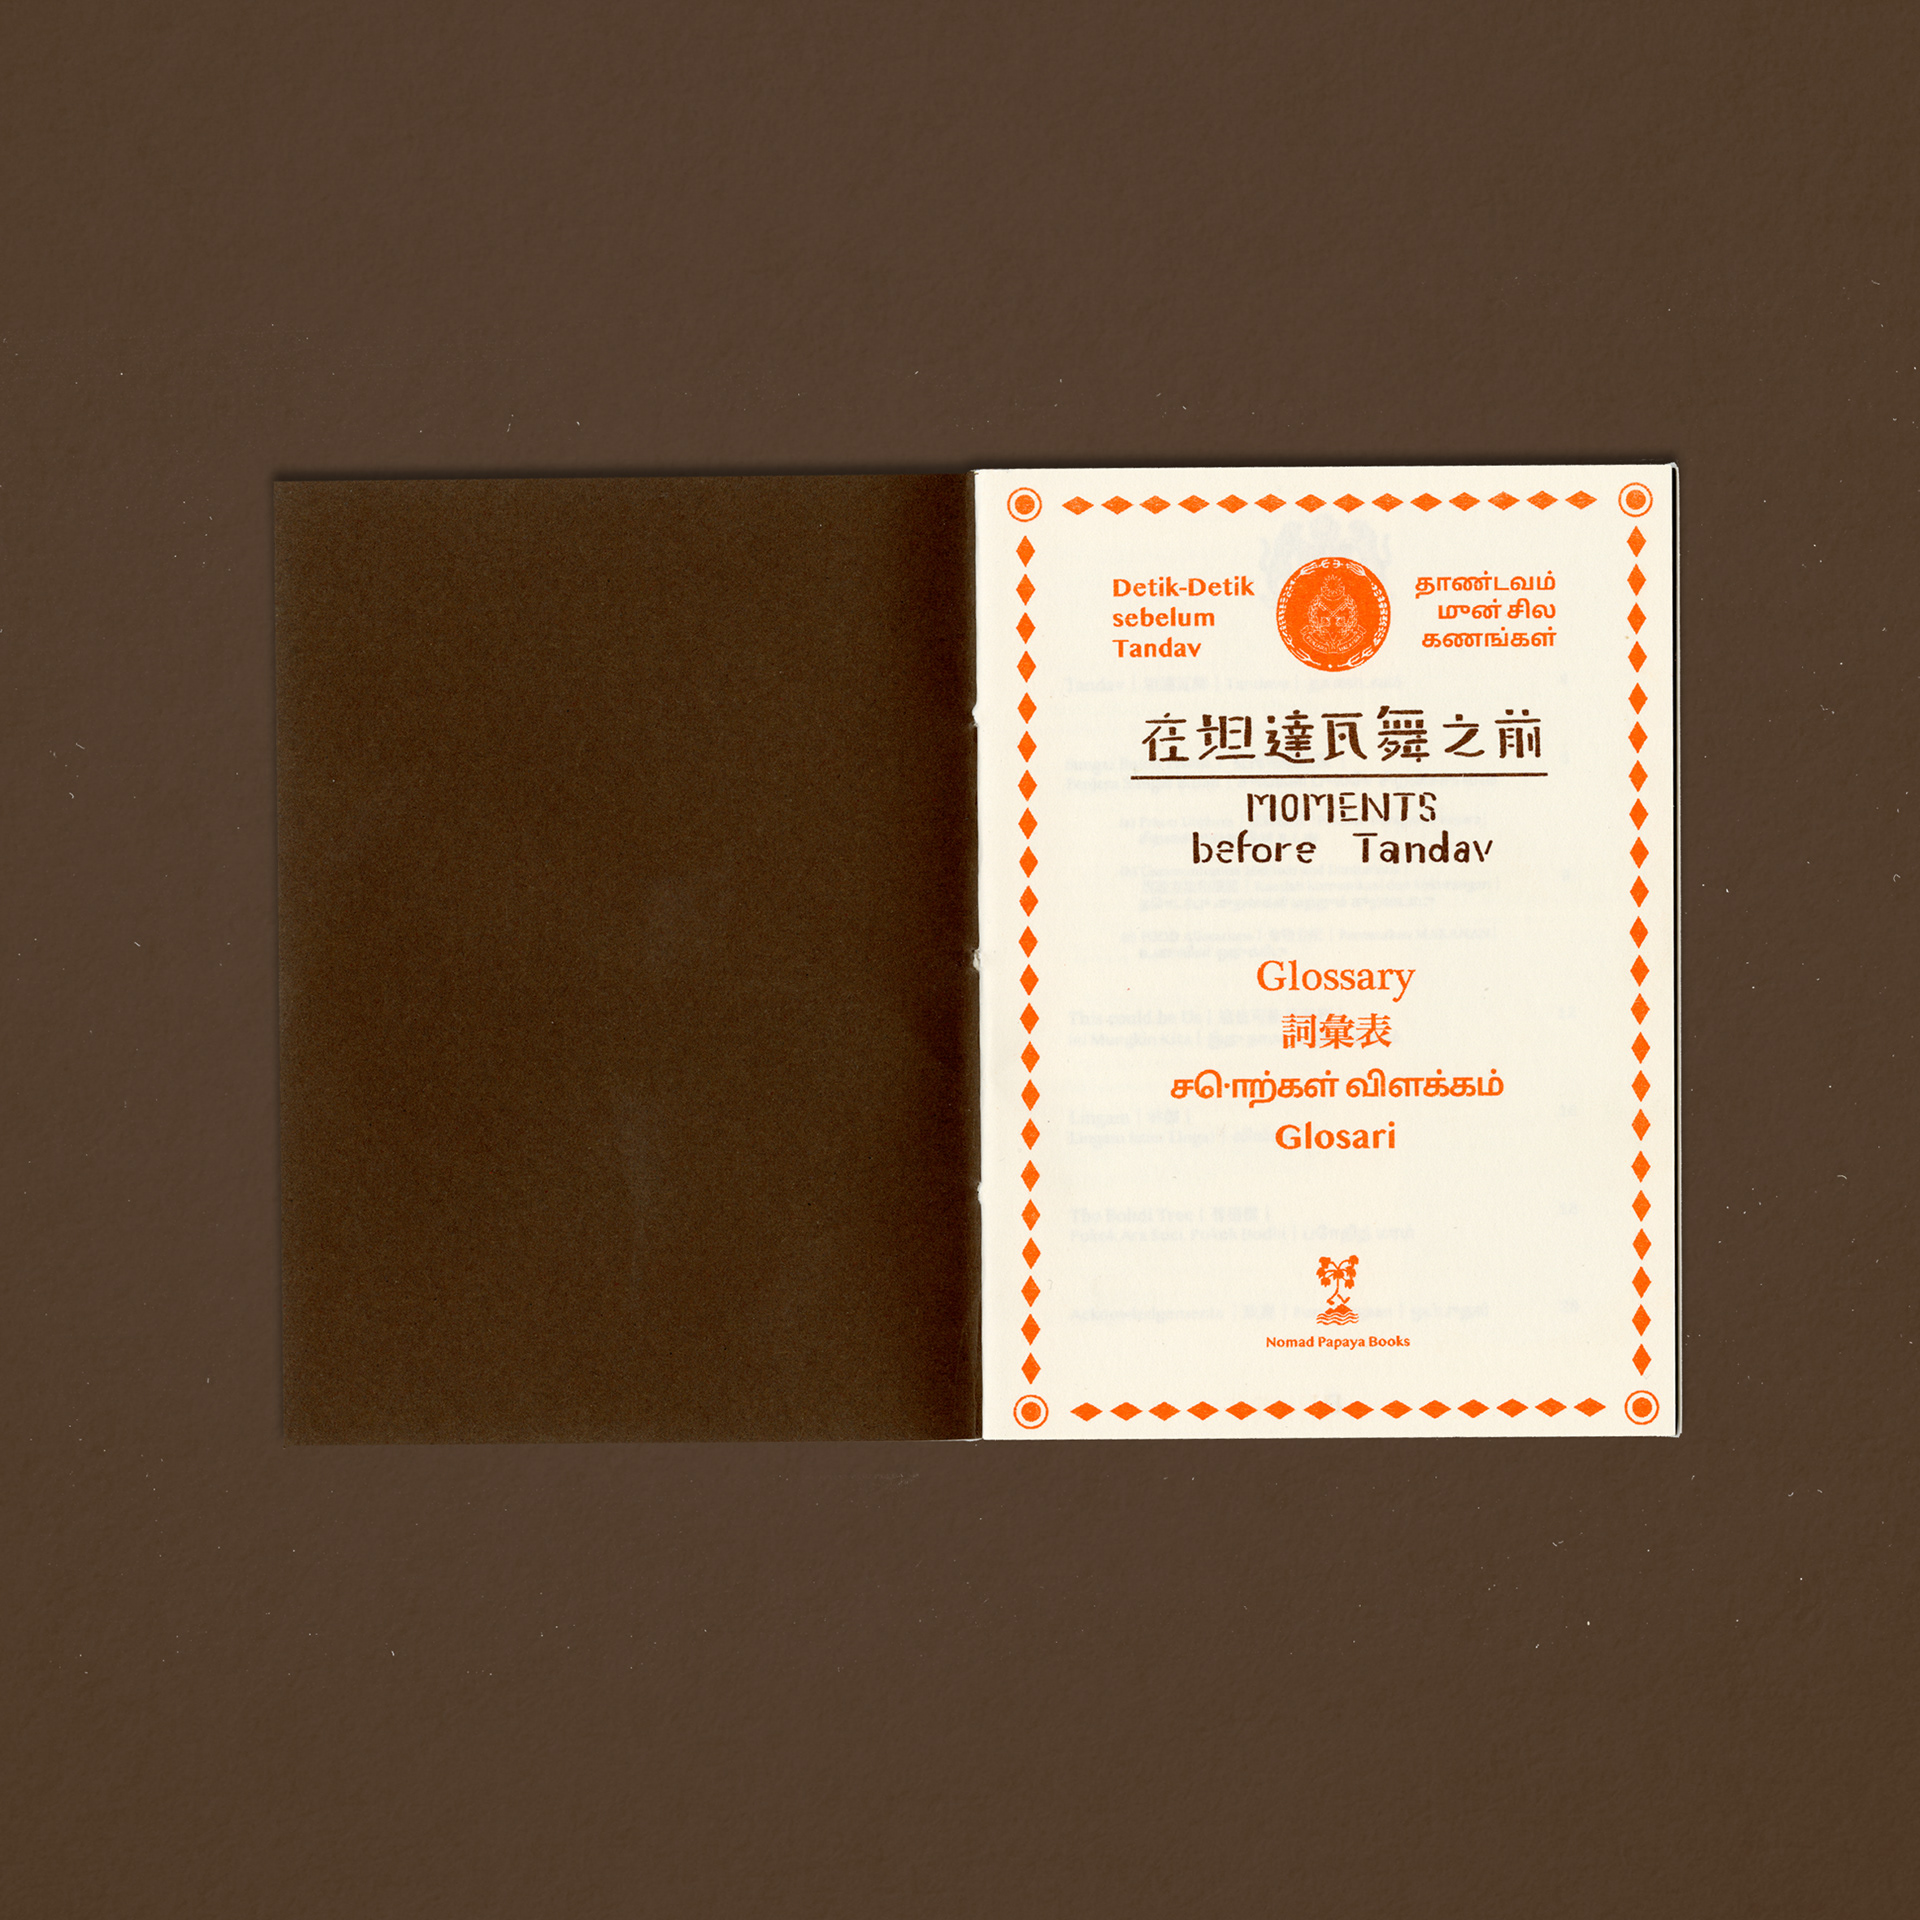 Detik-Detik
sebelum
Tandav
தாண்டவம்
முன் சில
கணங்கள்
在坦達瓦舞之前
MOMENTS
before Tandav
Glossary
詞彙表
சொற்கள் விளக்கம்
Glosari
Nomad Papaya Books